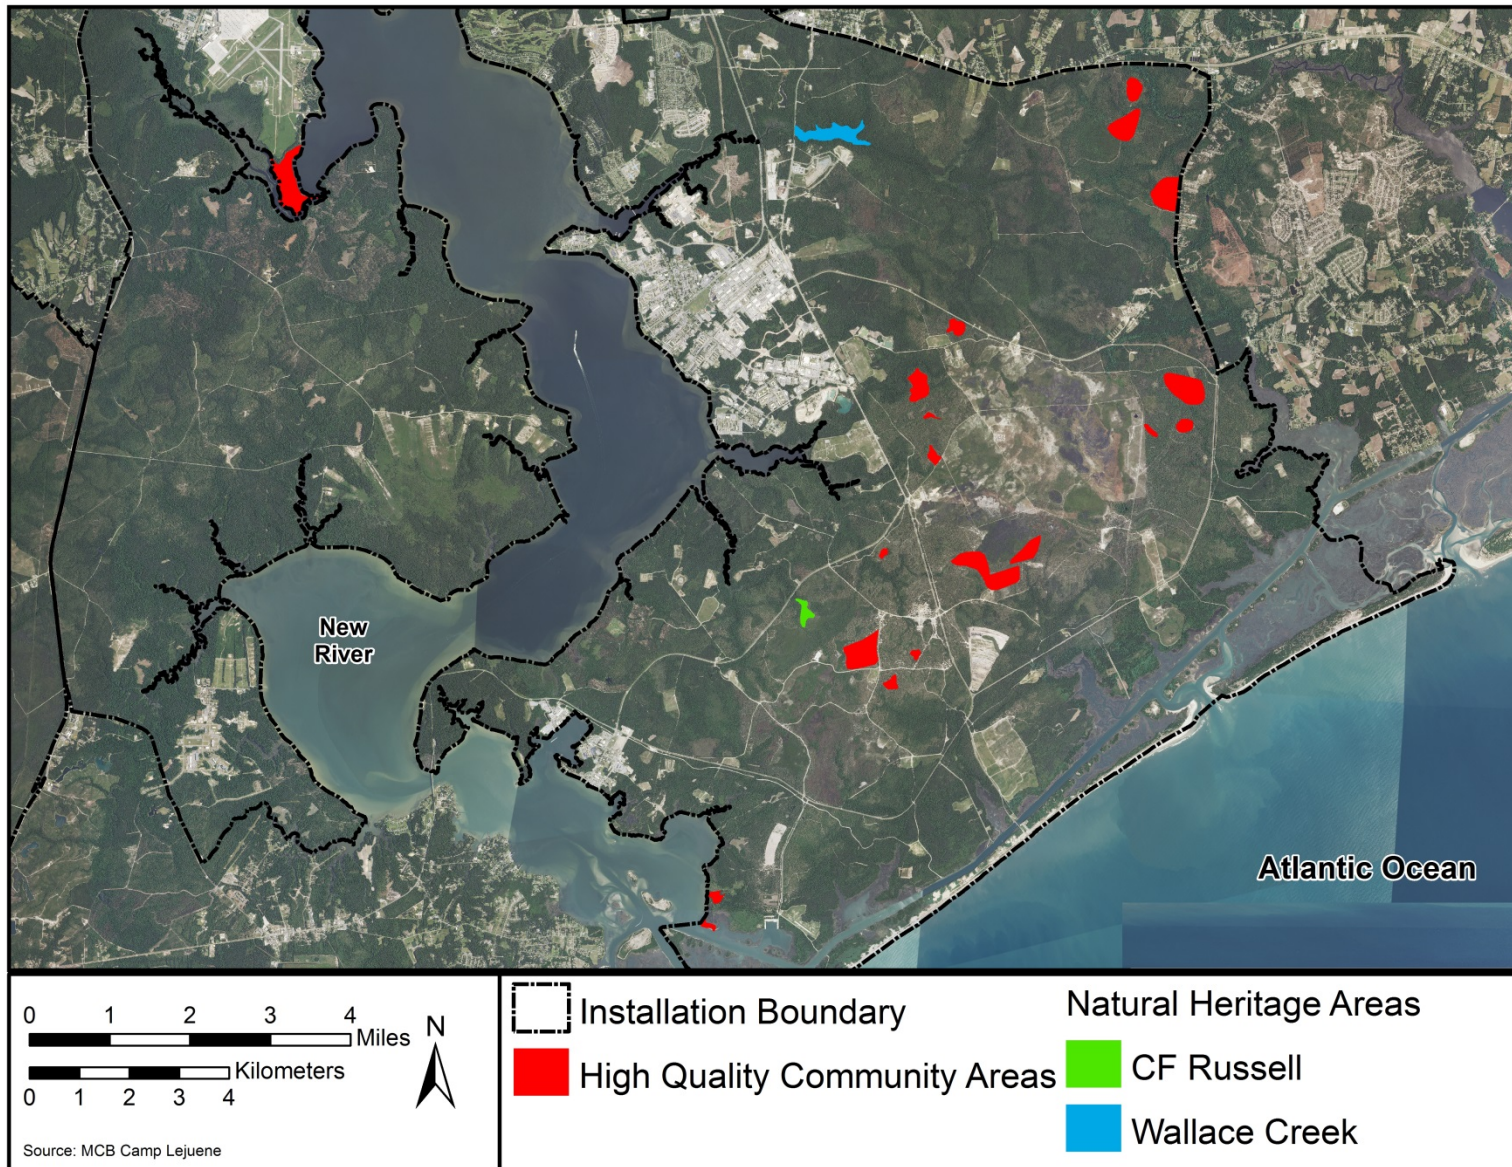 New
River
Atlantic Ocean
0 1 2 3 4
Miles
Kilometers
0 1 2 3 4
N
Source: MCB Camp Lejuene
Installation Boundary
High Quality Community Areas
Natural Heritage Areas
CF Russell
Wallace Creek